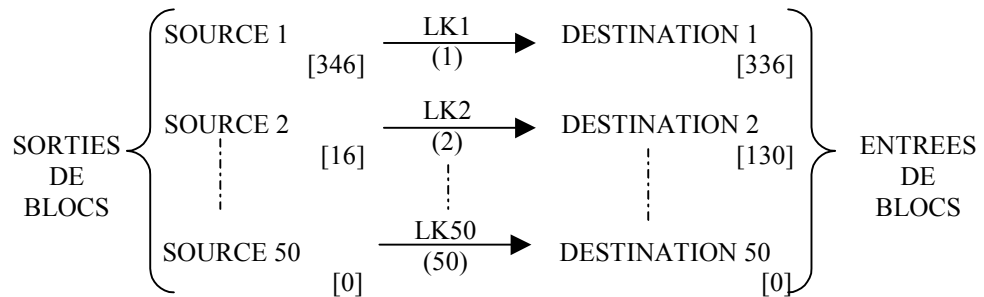 SOURCE 1 LK1 DESTINATION 1
[346] (1) [336]
SOURCE 2 LK2 DESTINATION 2
[16] (2) [130]
SORTIES
DE
BLOCS
ENTREES
DE
BLOCS
SOURCE 50 LK50 DESTINATION 50
[0] (50) [0]